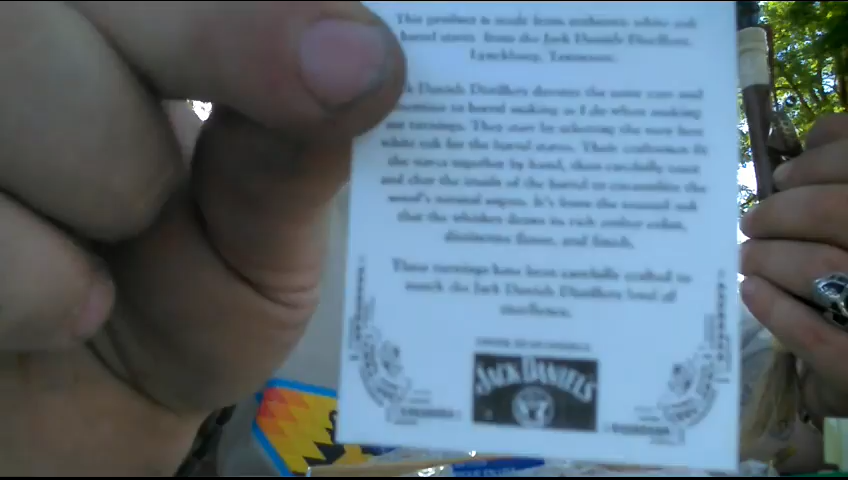 This product is made from authentic white oak
barrel staves from the Jack Daniels Distillery,
Lynchburg, Tennessee.
Daniels Distillery devotes the same care and
to barrel making as I do when making
turnings. They start by selecting the very best
white oak for the barrel staves. Their craftsmen fit
the staves together by hand, then carefully toast
and char the inside of the barrel to caramelize the
wood's natural sugars. It's from the toasted oak
that the whiskey draws its rich amber color,
distinctive flavor, and finish.
These turnings have been carefully crafted to
match the Jack Daniels Distillery level of
excellence.
JACK DANIEL'S